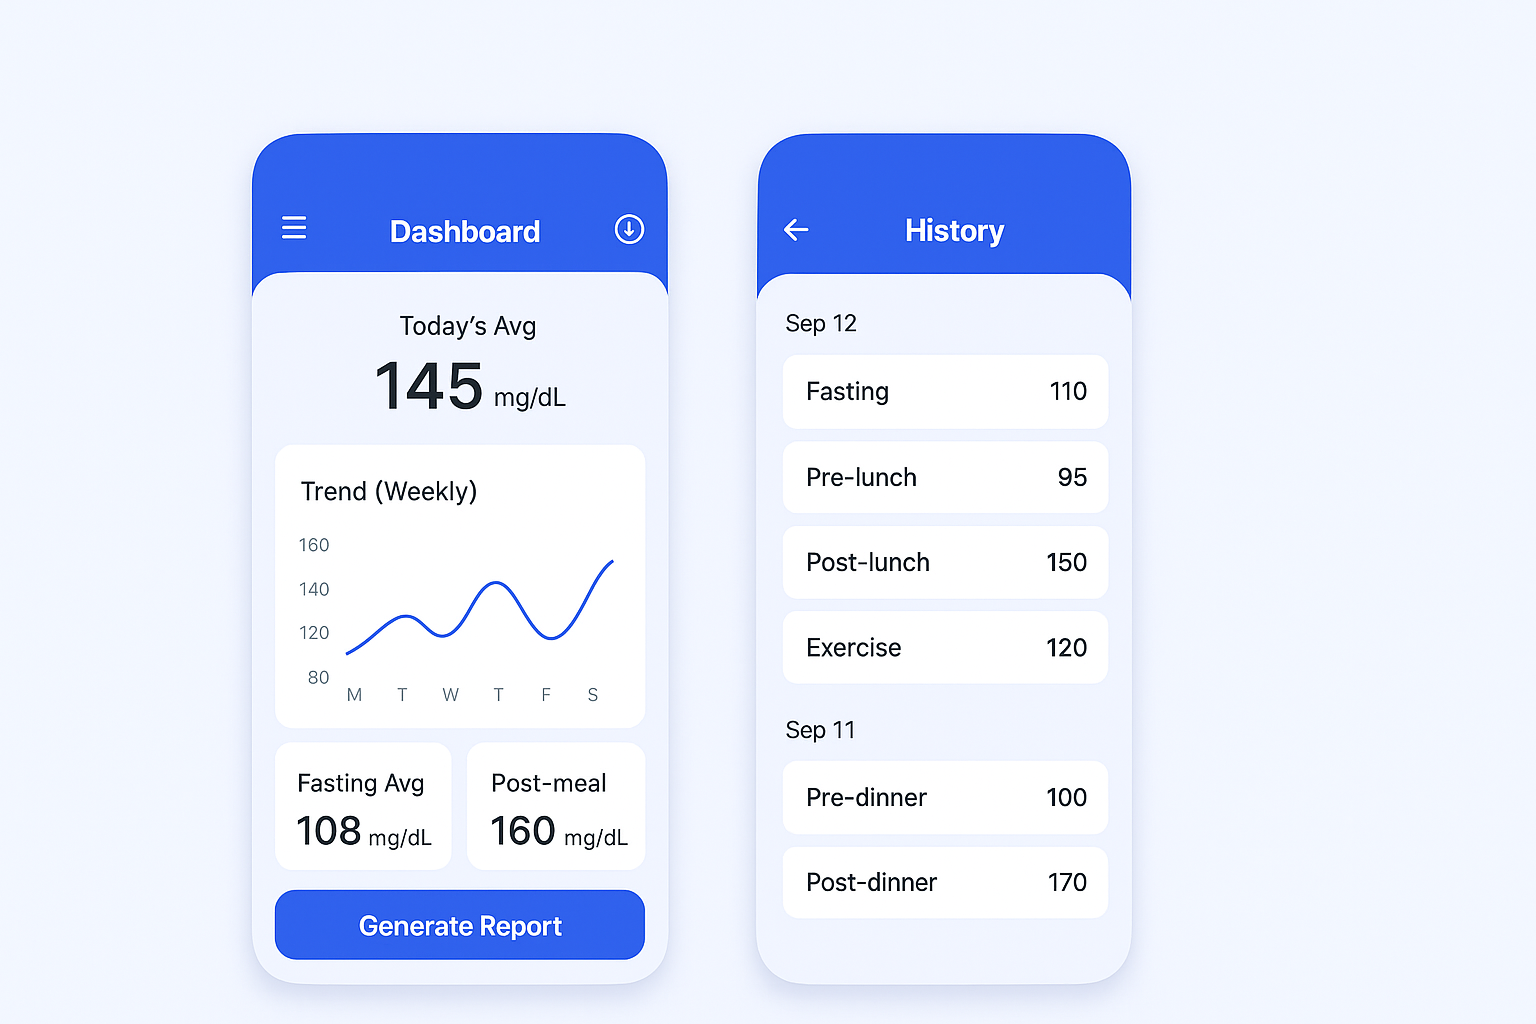 Dashboard
Today's Avg
145 mg/dL
Trend (Weekly)
160
140
120
80
M T W T F S
Fasting Avg
108 mg/dL
Post-meal
160 mg/dL
Generate Report
History
Sep 12
Fasting 110
Pre-lunch 95
Post-lunch 150
Exercise 120
Sep 11
Pre-dinner 100
Post-dinner 170